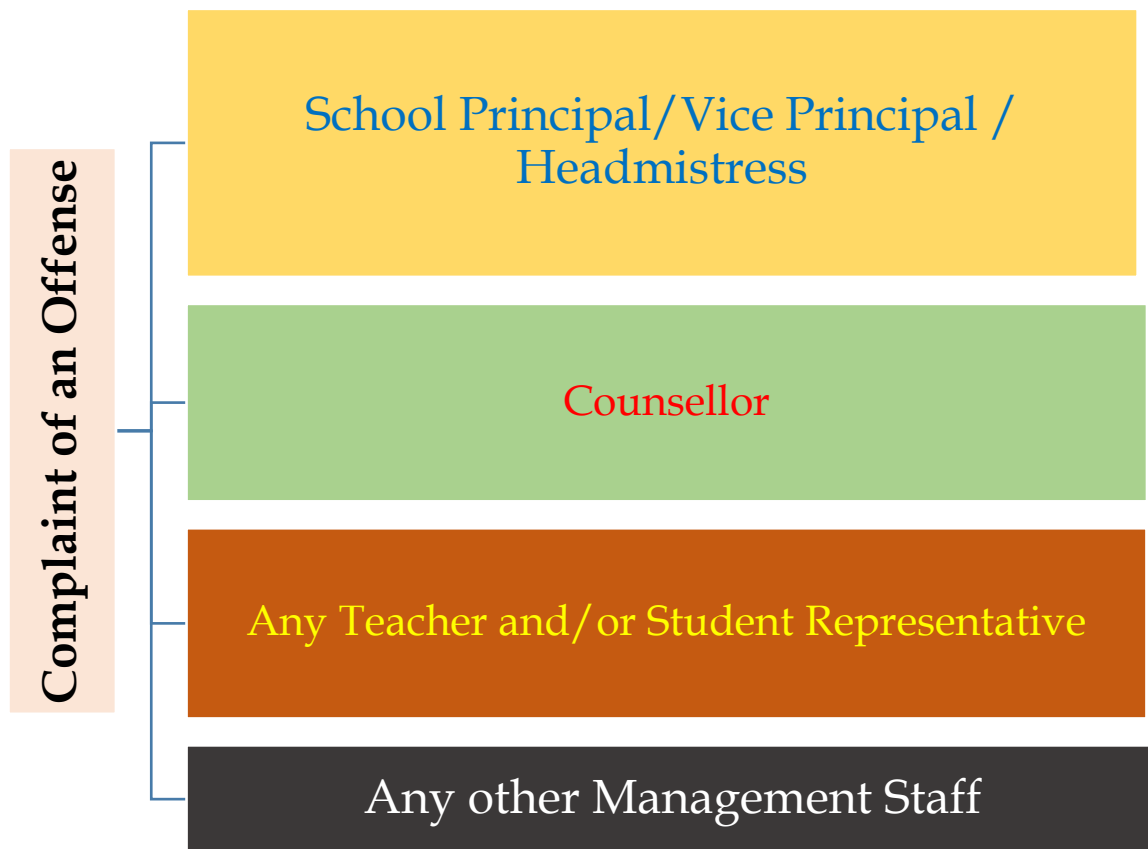 Complaint of an Offense
School Principal/Vice Principal /
Headmistress
Counsellor
Any Teacher and/or Student Representative
Any other Management Staff